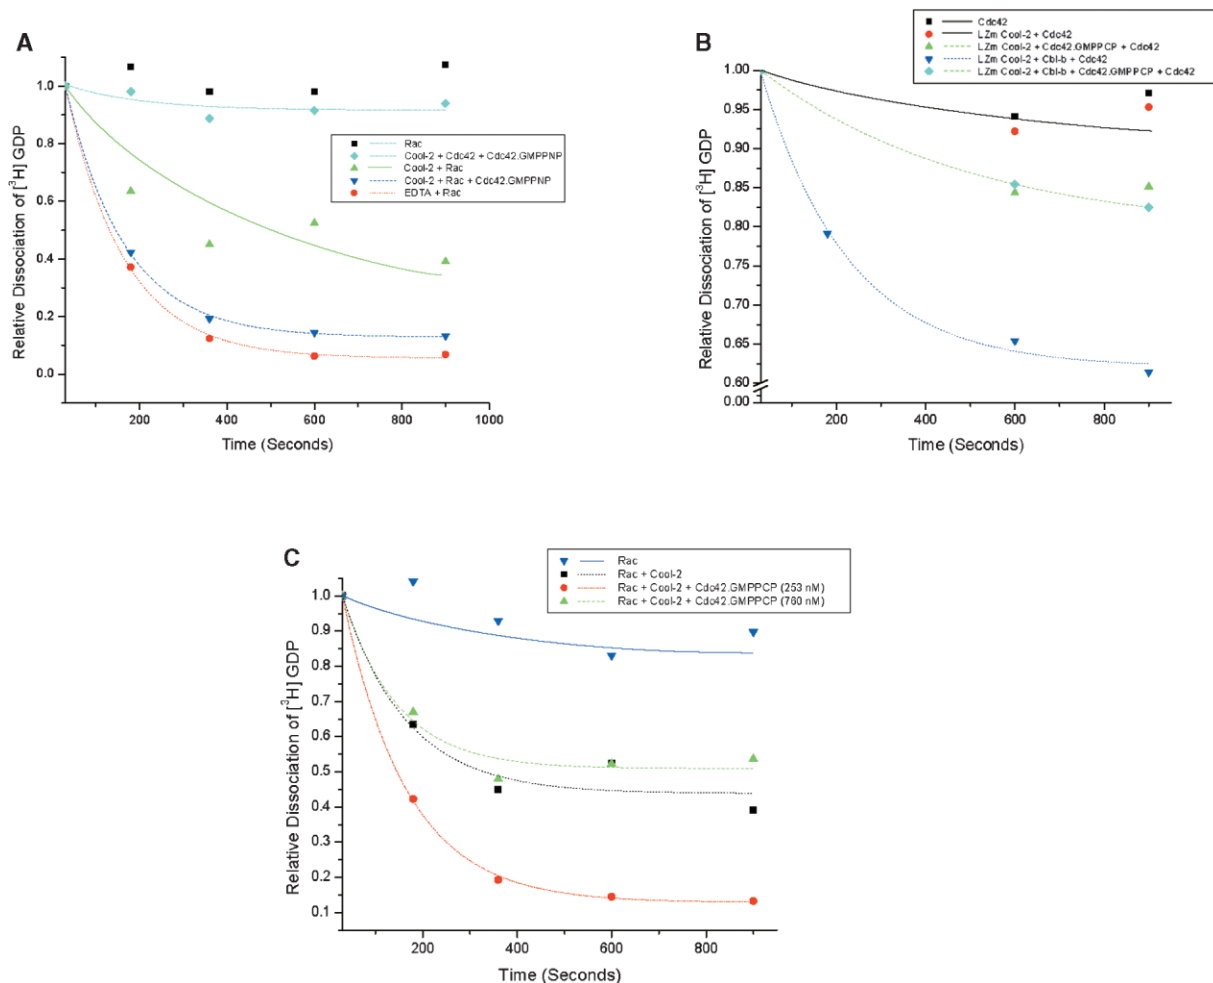 A
Relative Dissociation of [³H] GDP
1.0
0.8
0.6
0.4
0.2
0.0
Rac
Cool-2 + Cdc42 + Cdc42.GMPPNP
Cool-2 + Rac
Cool-2 + Rac + Cdc42.GMPPNP
EDTA + Rac
200 400 600 800 1000
Time (Seconds)
B
Cdc42
LZm Cool-2 + Cdc42
LZm Cool-2 + Cdc42.GMPPCP + Cdc42
LZm Cool-2 + Cbl-b + Cdc42
LZm Cool-2 + Cbl-b + Cdc42.GMPPCP + Cdc42
Relative Dissociation of [³H] GDP
1.00
0.95
0.90
0.85
0.80
0.75
0.70
0.65
0.60
0.00
200 400 600 800
Time (Seconds)
C
Rac
Rac + Cool-2
Rac + Cool-2 + Cdc42.GMPPCP (253 nM)
Rac + Cool-2 + Cdc42.GMPPCP (760 nM)
Relative Dissociation of [³H] GDP
1.0
0.9
0.8
0.7
0.6
0.5
0.4
0.3
0.2
0.1
200 400 600 800
Time (Seconds)